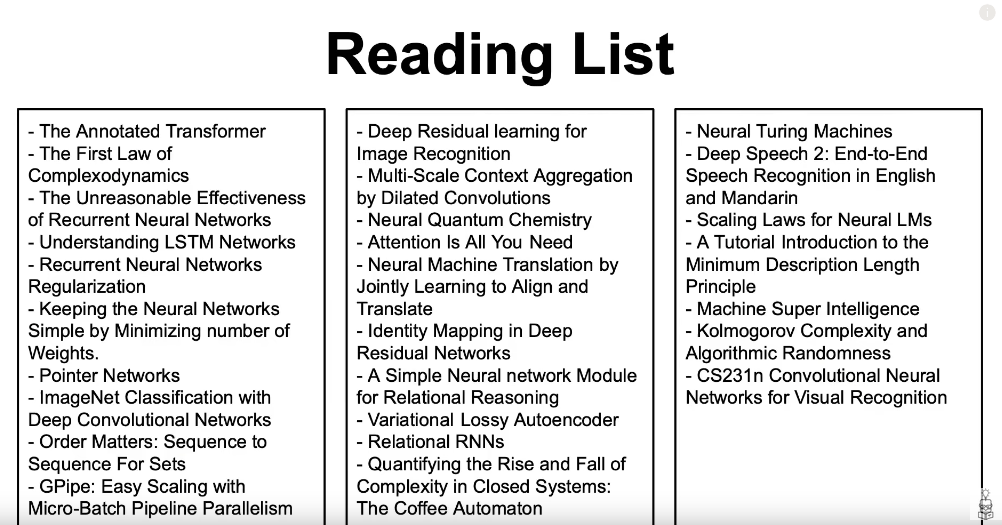 Reading List
- The Annotated Transformer
- The First Law of
Complexodynamics
- The Unreasonable Effectiveness
of Recurrent Neural Networks
- Understanding LSTM Networks
- Recurrent Neural Networks
Regularization
- Keeping the Neural Networks
Simple by Minimizing number of
Weights.
- Pointer Networks
- ImageNet Classification with
Deep Convolutional Networks
- Order Matters: Sequence to
Sequence For Sets
- GPipe: Easy Scaling with
Micro-Batch Pipeline Parallelism
- Deep Residual learning for
Image Recognition
- Multi-Scale Context Aggregation
by Dilated Convolutions
- Neural Quantum Chemistry
- Attention Is All You Need
- Neural Machine Translation by
Jointly Learning to Align and
Translate
- Identity Mapping in Deep
Residual Networks
- A Simple Neural network Module
for Relational Reasoning
- Variational Lossy Autoencoder
- Relational RNNs
- Quantifying the Rise and Fall of
Complexity in Closed Systems:
The Coffee Automaton
- Neural Turing Machines
- Deep Speech 2: End-to-End
Speech Recognition in English
and Mandarin
- Scaling Laws for Neural LMs
- A Tutorial Introduction to the
Minimum Description Length
Principle
- Machine Super Intelligence
- Kolmogorov Complexity and
Algorithmic Randomness
- CS231n Convolutional Neural
Networks for Visual Recognition